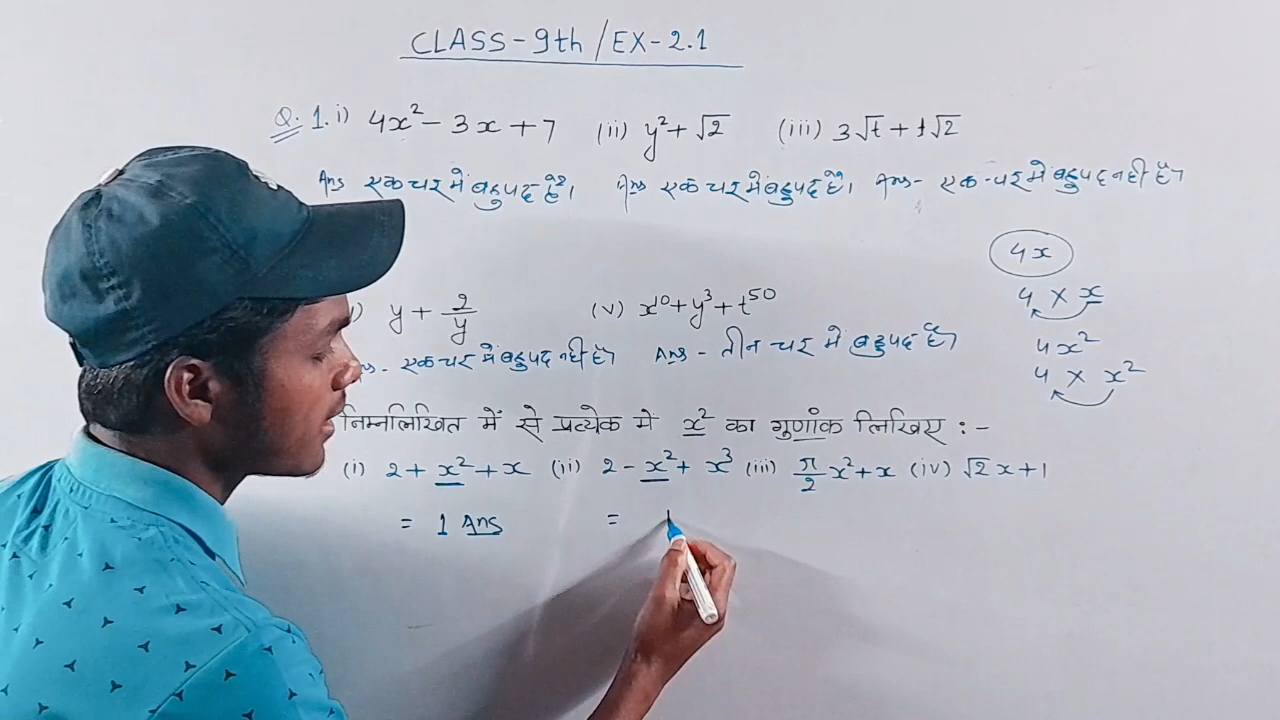 CLASS-9th/EX-2.1
Q. 1. i) 4x² - 3x + 7 (ii) y² + √2 (iii) 3√t + t√2
Ans एक चर में बहुपद है। Ans एक चर में बहुपद है। Ans- एक-चर में बहुपद नहीं है।
) y + 2/y (v) x¹⁰ + y³ + t⁵⁰
- एक चर में बहुपद नहीं है। Ans - तीन चर में बहुपद है।
4x
4 × x
4x²
4 × x²
निम्नलिखित में से प्रत्येक में x² का गुणांक लिखिए :-
(i) 2 + x² + x (ii) 2 - x² + x³ (iii) π/2 x² + x (iv) √2 x + 1
= 1 Ans =